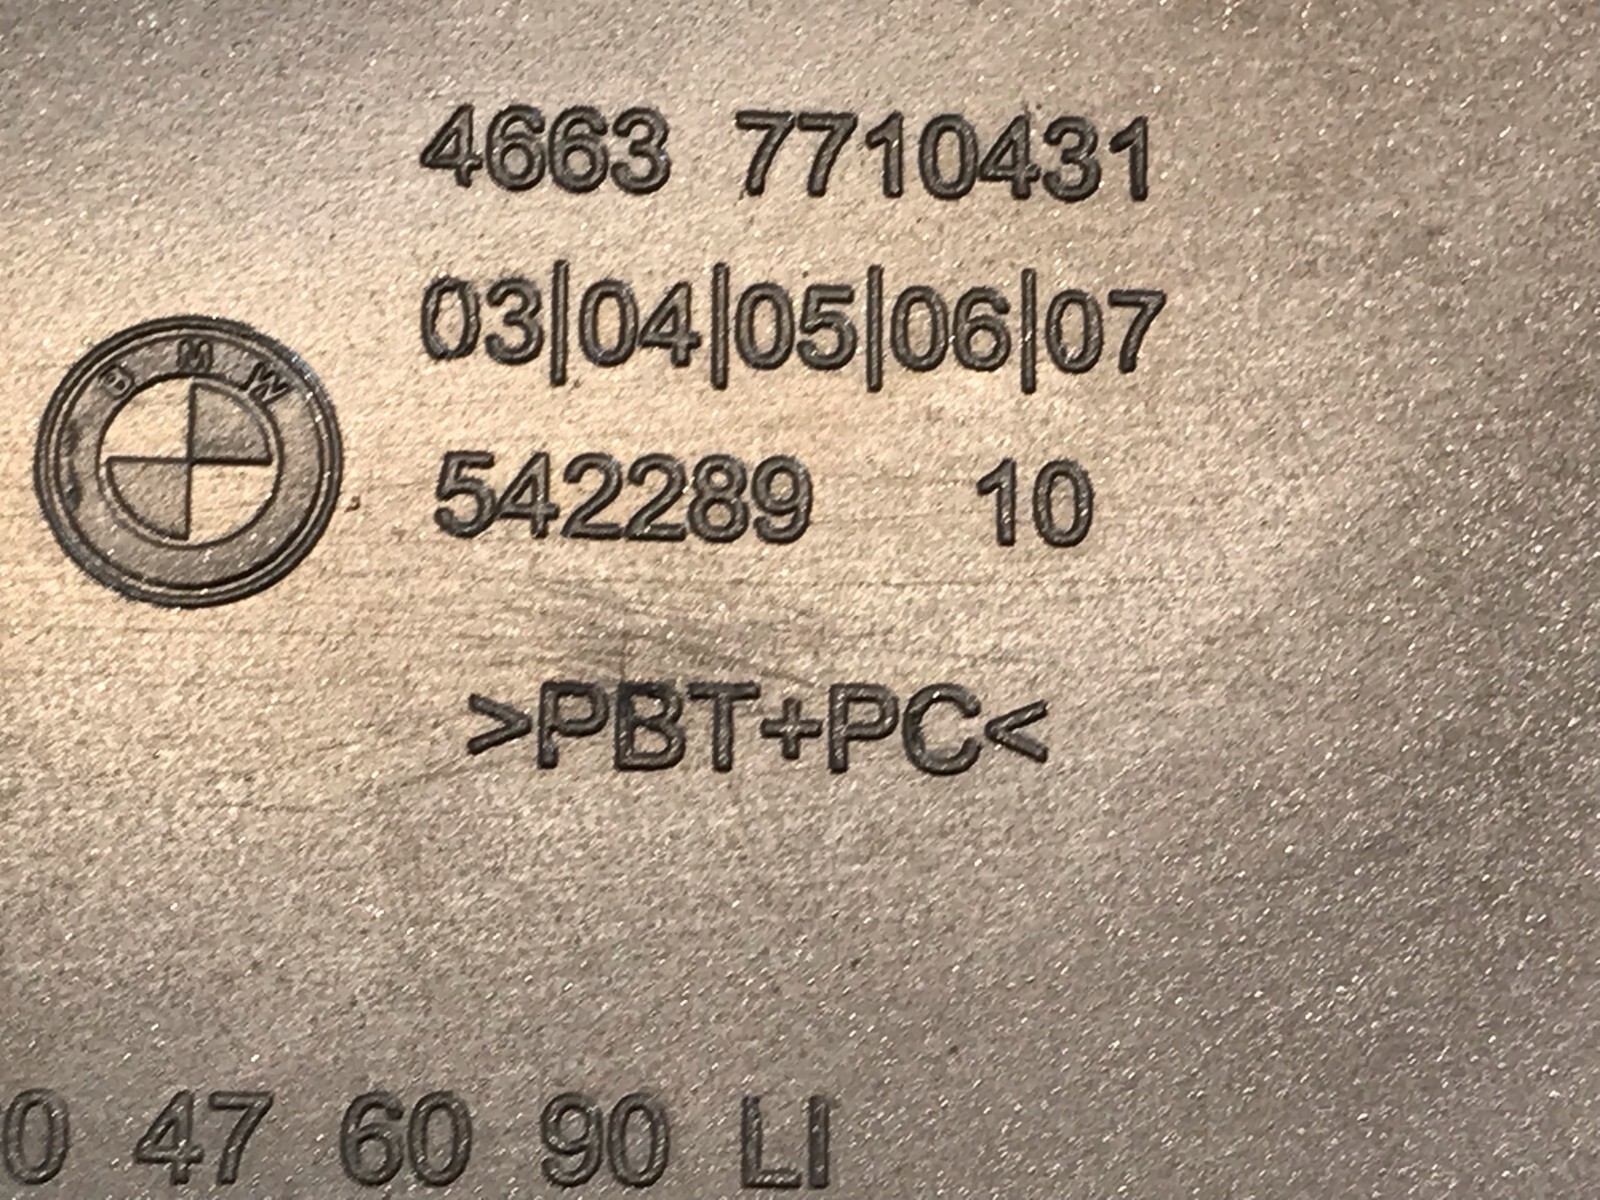 4663 7710431
03|04|05|06|07
B M W
542289 10
>PBT+PC<
0 47 60 90 LI